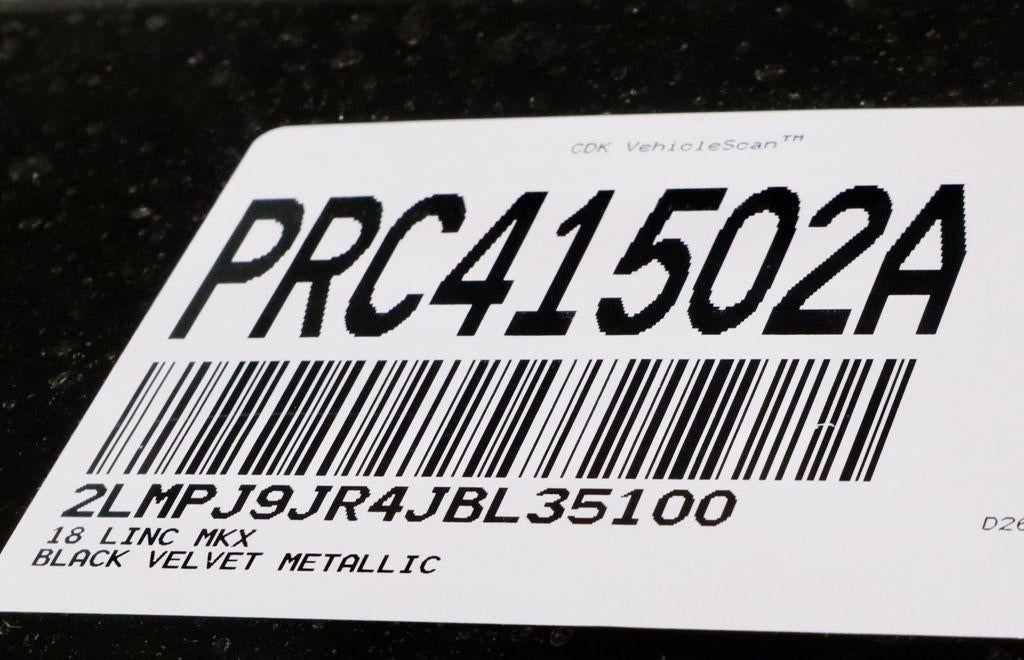 CDK VehicleScan™
PRC41502A
2LMPJ9JR4JBL35100
18 LINC MKX
BLACK VELVET METALLIC
D26